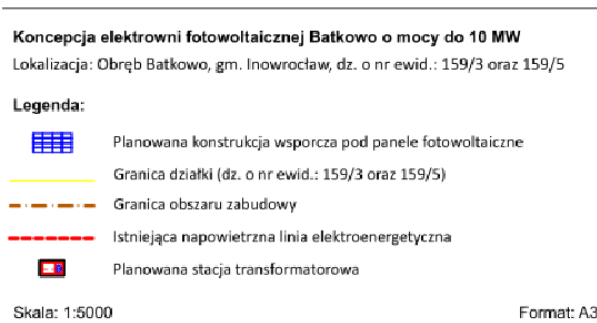 Koncepcja elektrowni fotowoltaicznej Batkowo o mocy do 10 MW
Lokalizacja: Obręb Batkowo, gm. Inowrocław, dz. o nr ewid.: 159/3 oraz 159/5
Legenda:
Planowana konstrukcja wsporcza pod panele fotowoltaiczne
Granica działki (dz. o nr ewid.: 159/3 oraz 159/5)
Granica obszaru zabudowy
Istniejąca napowietrzna linia elektroenergetyczna
Planowana stacja transformatorowa
Skala: 1:5000 Format: A3